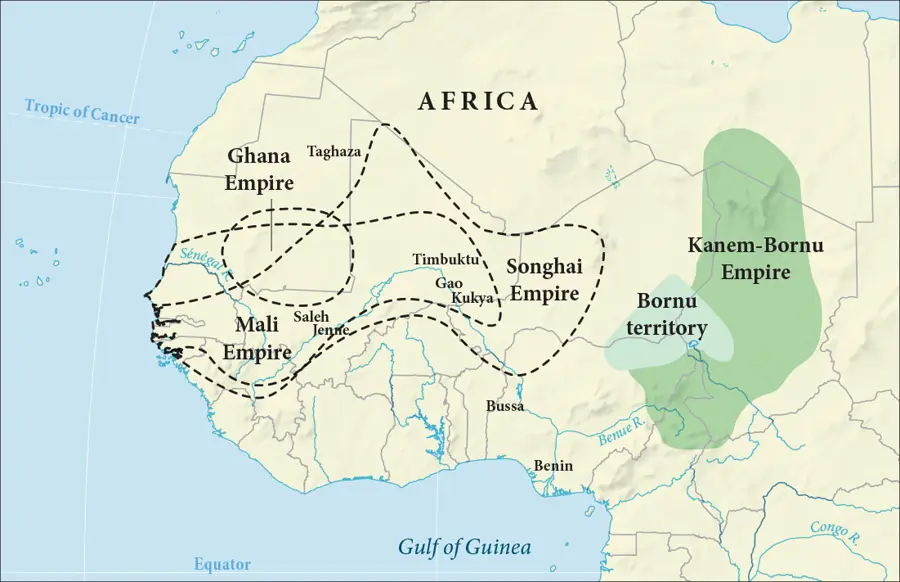 AFRICA
Tropic of Cancer
Ghana
Empire
Taghaza
Kanem-Bornu
Empire
Sénégal R.
Timbuktu
Songhai
Empire
Gao
Kukya
Bornu
territory
Mali
Empire
Saleh
Jenne
Bussa
Benue R.
Benin
Congo R.
Gulf of Guinea
Equator